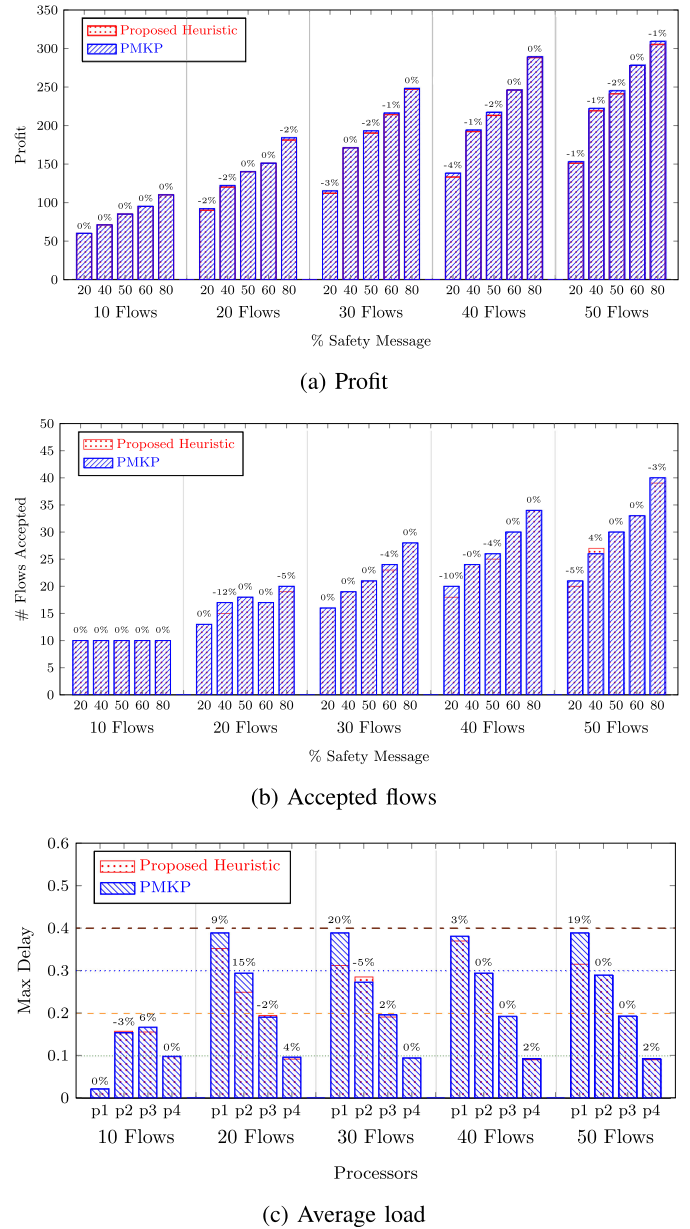 350
300
250
200
150
100
50
0
Profit
Proposed Heuristic
PMKP
0% 0% 0% 0% 0%
-2% -2% 0% 0% -2%
-3% 0% -2% -1% 0%
-4% -1% -2% 0% 0%
-1% -1% -2% 0% -1%
20 40 50 60 80 20 40 50 60 80 20 40 50 60 80 20 40 50 60 80 20 40 50 60 80
10 Flows 20 Flows 30 Flows 40 Flows 50 Flows
% Safety Message
(a) Profit
50
45
40
35
30
25
20
15
10
5
0
# Flows Accepted
Proposed Heuristic
PMKP
0% 0% 0% 0% 0%
0% -12% 0% 0% -5%
0% 0% 0% -4% 0%
-10% -0% -4% 0% 0%
-5% 4% 0% 0% -3%
20 40 50 60 80 20 40 50 60 80 20 40 50 60 80 20 40 50 60 80 20 40 50 60 80
10 Flows 20 Flows 30 Flows 40 Flows 50 Flows
% Safety Message
(b) Accepted flows
0.6
0.5
0.4
0.3
0.2
0.1
0
Max Delay
Proposed Heuristic
PMKP
0% -3% 6% 0%
9% 15% -2% 4%
20% -5% 2% 0%
3% 0% 0% 2%
19% 0% 0% 2%
p1 p2 p3 p4 p1 p2 p3 p4 p1 p2 p3 p4 p1 p2 p3 p4 p1 p2 p3 p4
10 Flows 20 Flows 30 Flows 40 Flows 50 Flows
Processors
(c) Average load